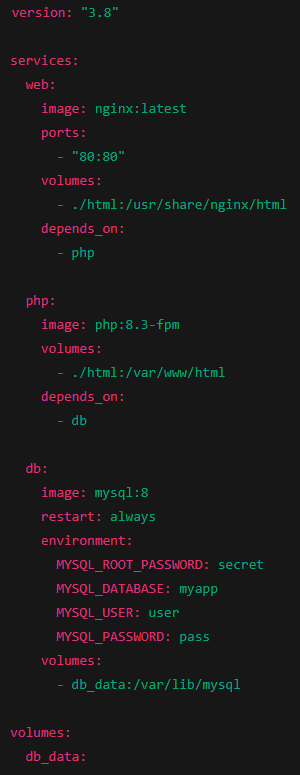 version: "3.8"

services:
  web:
    image: nginx:latest
    ports:
      - "80:80"
    volumes:
      - ./html:/usr/share/nginx/html
    depends_on:
      - php

  php:
    image: php:8.3-fpm
    volumes:
      - ./html:/var/www/html
    depends_on:
      - db

  db:
    image: mysql:8
    restart: always
    environment:
      MYSQL_ROOT_PASSWORD: secret
      MYSQL_DATABASE: myapp
      MYSQL_USER: user
      MYSQL_PASSWORD: pass
    volumes:
      - db_data:/var/lib/mysql

volumes:
  db_data: